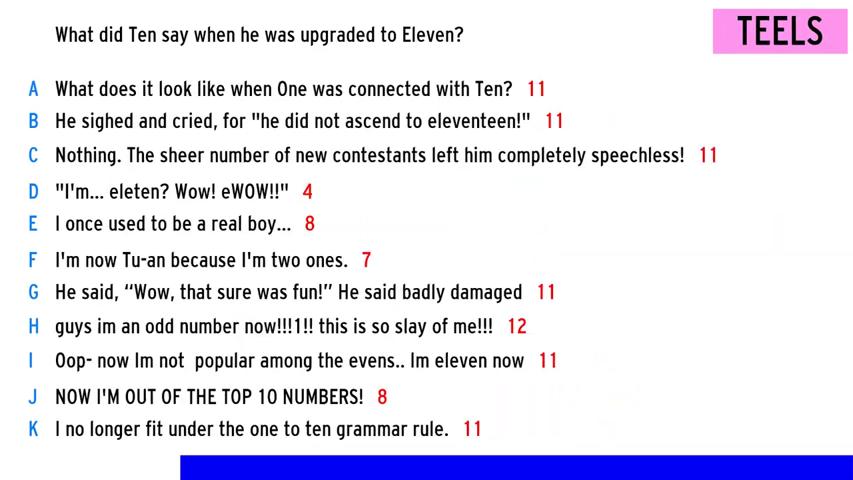 What did Ten say when he was upgraded to Eleven?
TEELS
A What does it look like when One was connected with Ten? 11
B He sighed and cried, for "he did not ascend to eleventeen!" 11
C Nothing. The sheer number of new contestants left him completely speechless! 11
D "I'm... eleten? Wow! eWOW!!" 4
E I once used to be a real boy... 8
F I'm now Tu-an because I'm two ones. 7
G He said, “Wow, that sure was fun!” He said badly damaged 11
H guys im an odd number now!!!1!! this is so slay of me!!! 12
I Oop- now Im not  popular among the evens.. Im eleven now 11
J NOW I'M OUT OF THE TOP 10 NUMBERS! 8
K I no longer fit under the one to ten grammar rule. 11